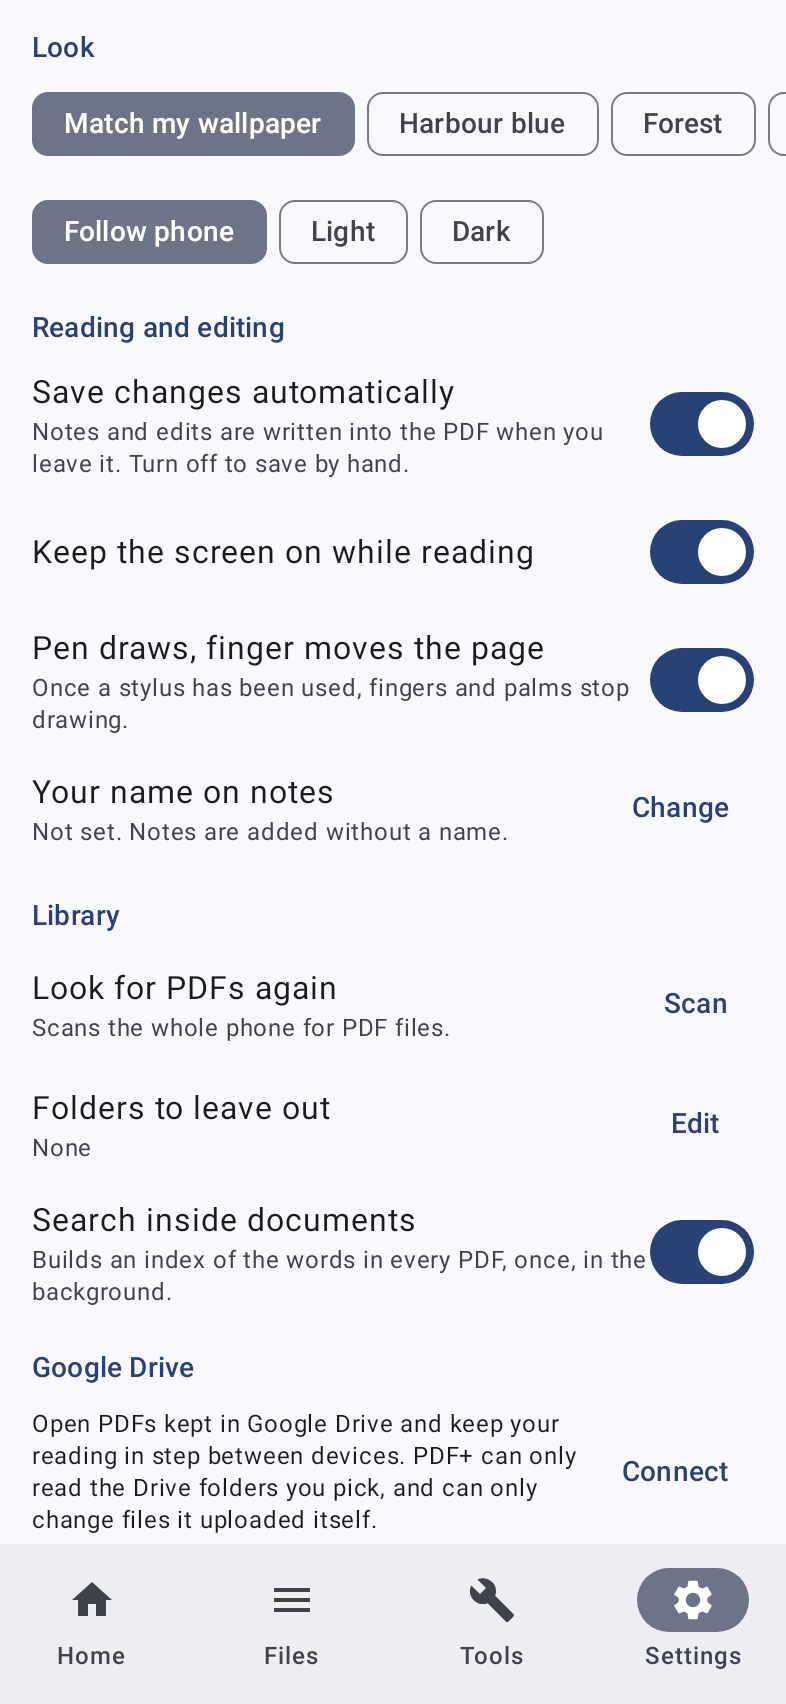 Look
Match my wallpaper
Harbour blue
Forest
Follow phone
Light
Dark
Reading and editing
Save changes automatically
Notes and edits are written into the PDF when you
leave it. Turn off to save by hand.
Keep the screen on while reading
Pen draws, finger moves the page
Once a stylus has been used, fingers and palms stop
drawing.
Your name on notes
Not set. Notes are added without a name.
Change
Library
Look for PDFs again
Scans the whole phone for PDF files.
Scan
Folders to leave out
None
Edit
Search inside documents
Builds an index of the words in every PDF, once, in the
background.
Google Drive
Open PDFs kept in Google Drive and keep your
reading in step between devices. PDF+ can only
read the Drive folders you pick, and can only
change files it uploaded itself.
Connect
Home
Files
Tools
Settings